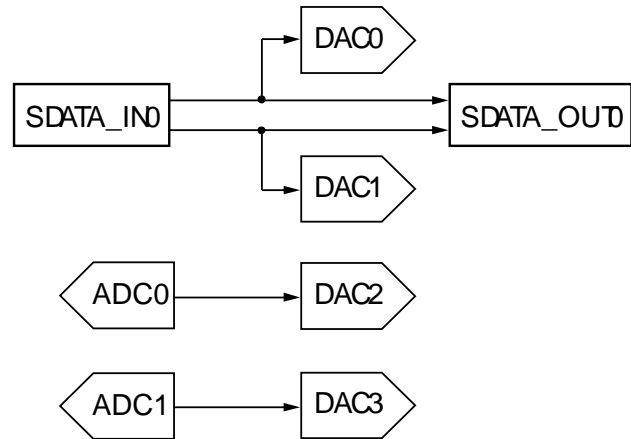 DAC0
SDATA_IN0
SDATA_OUT0
DAC1
ADC0
DAC2
ADC1
DAC3